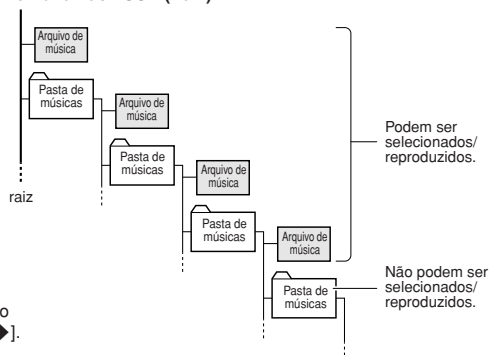 Arquivo de
música
Pasta de
músicas
Arquivo de
música
Pasta de
músicas
Arquivo de
música
Pasta de
músicas
Arquivo de
música
Pasta de
músicas
raiz
Podem ser
selecionados/
reproduzidos.
Não podem ser
selecionados/
reproduzidos.
o
].